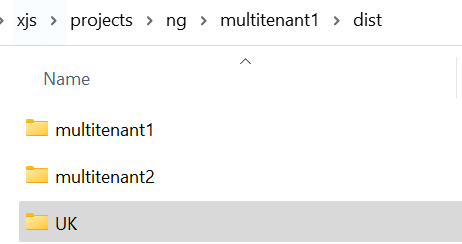 xjs > projects > ng > multitenant1 > dist
Name
multitenant1
multitenant2
UK